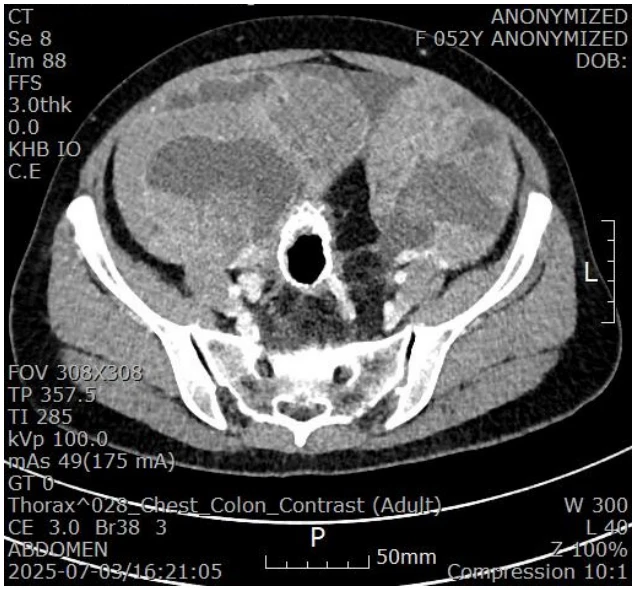 CT
Se 8
Im 88
FFS
3.0thk
0.0
KHB IO
C.E
ANONYMIZED
F 052Y ANONYMIZED
DOB:
L
FOV 308X308
TP 357.5
TI 285
kVp 100.0
mAs 49(175 mA)
GT 0
Thorax^028_Chest_Colon_Contrast (Adult)
CE 3.0 Br38 3
ABDOMEN
2025-07-03/16:21:05
P
50mm
W 300
L 40
Z 100%
Compression 10:1